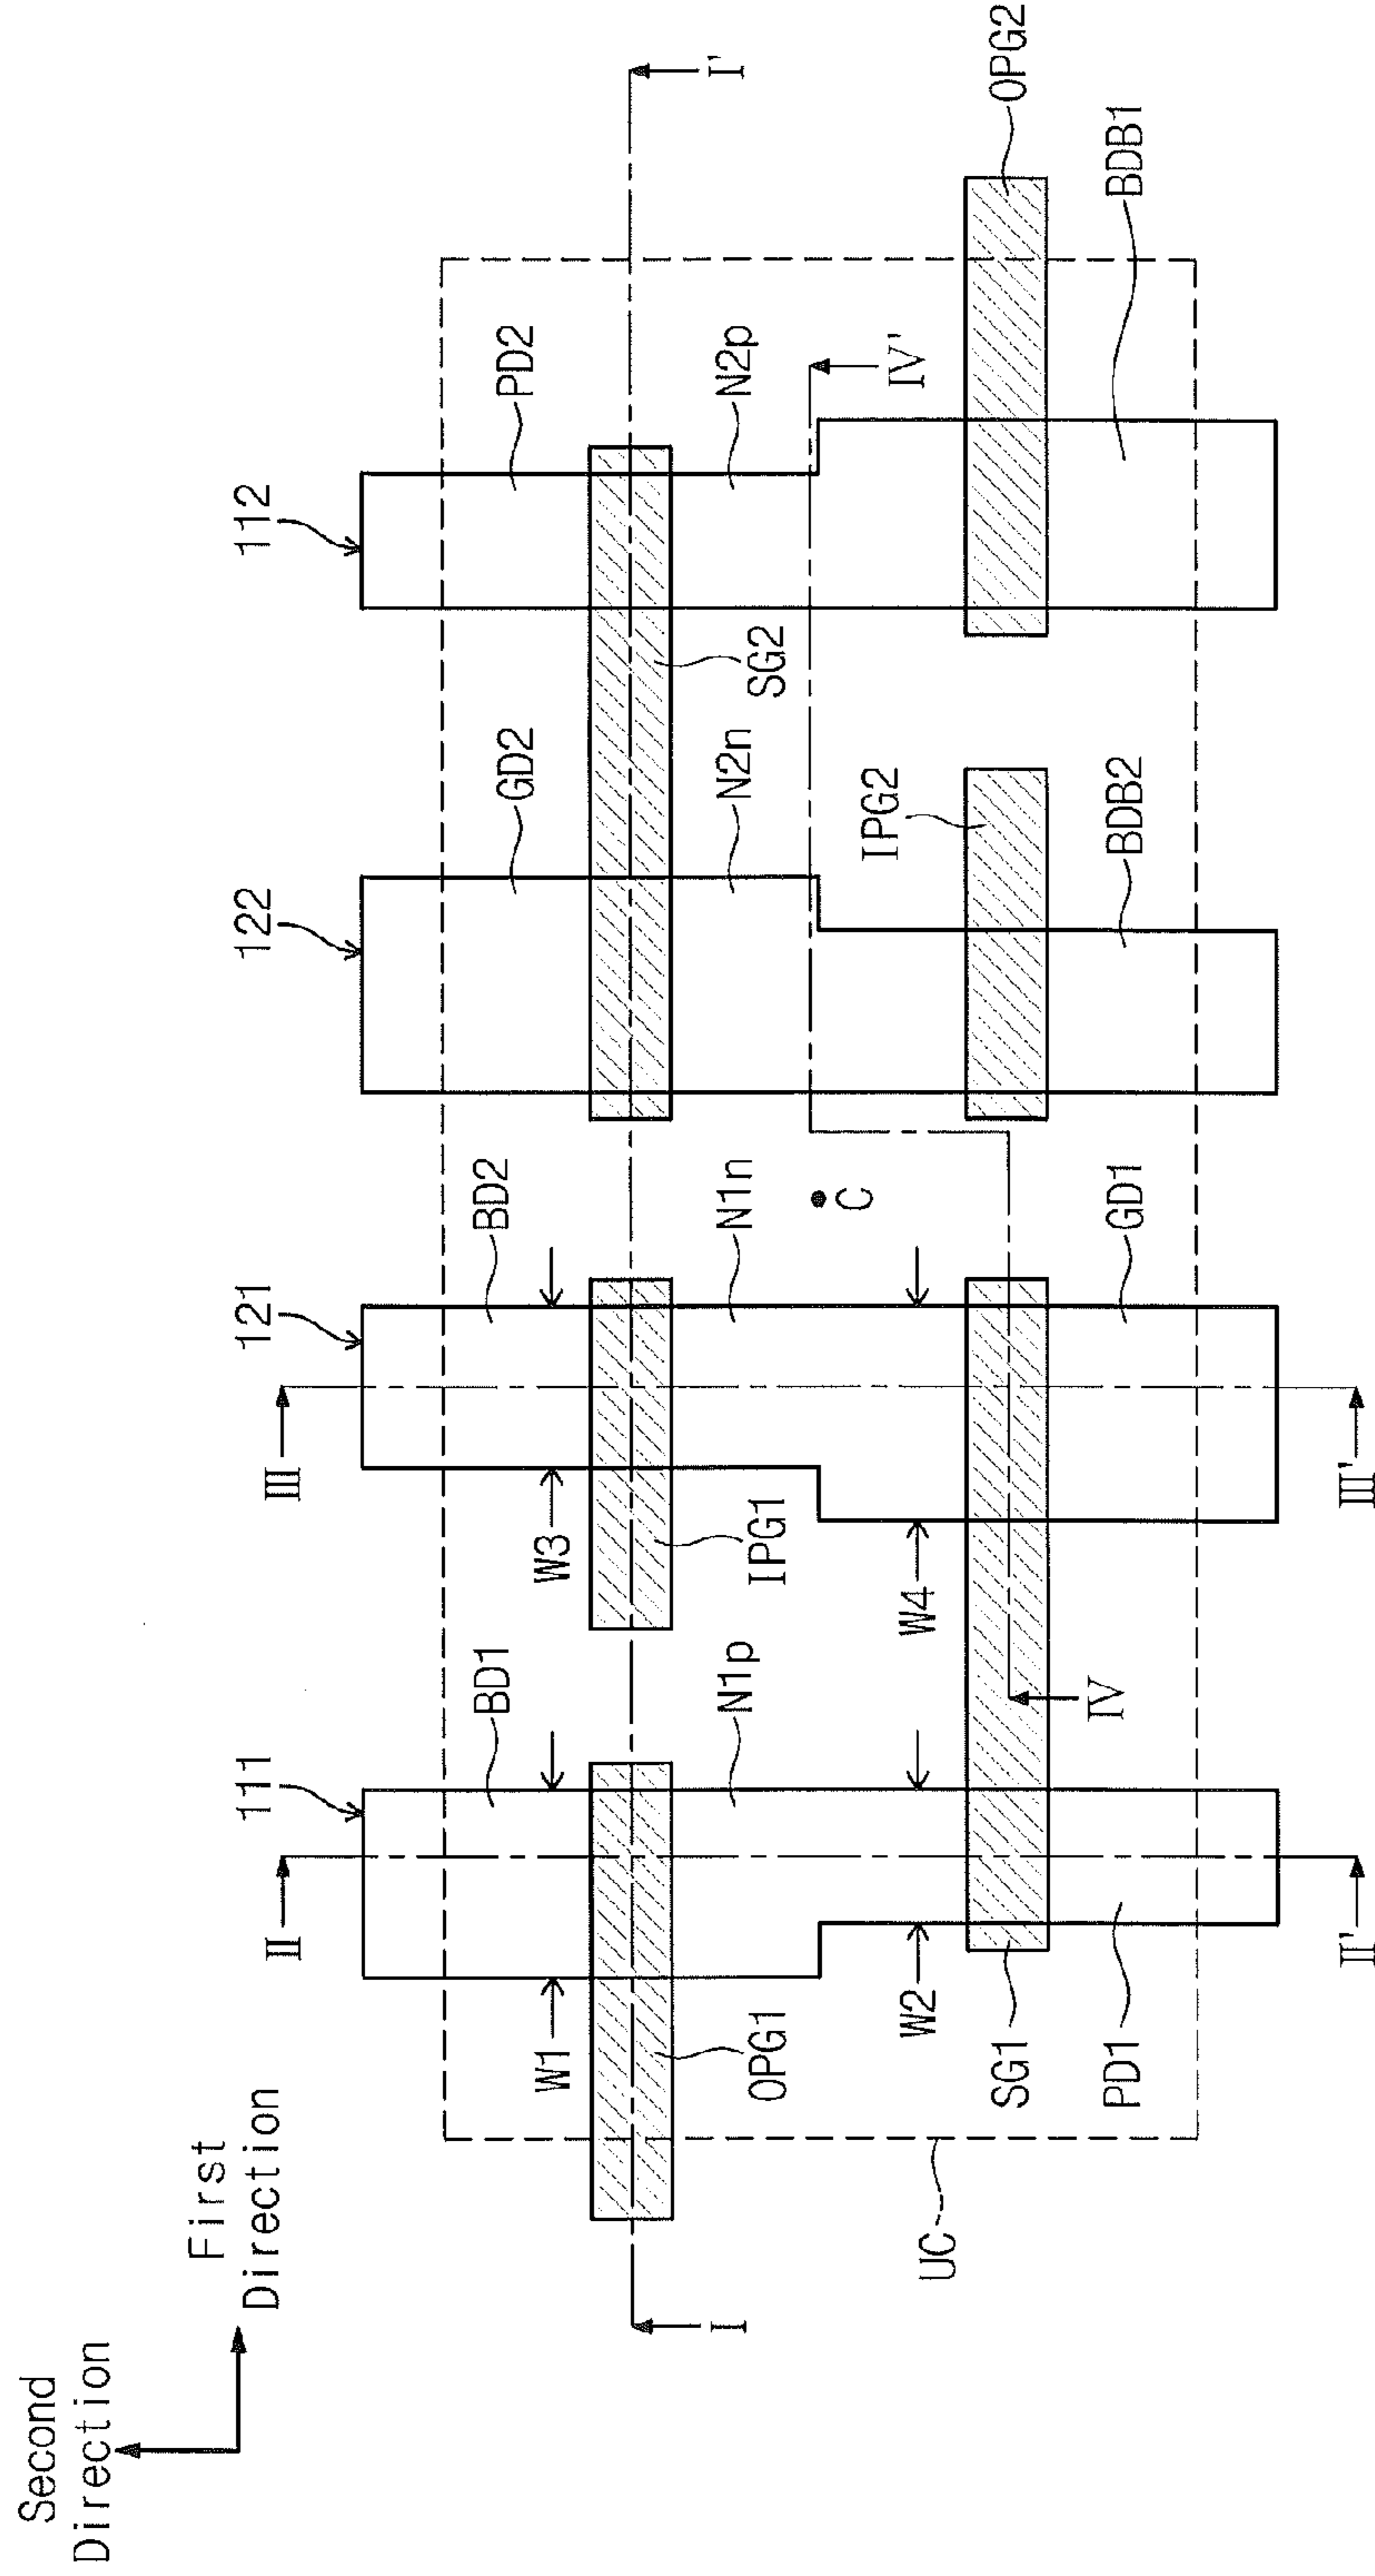 Second
Direction
First
Direction
111
121
122
112
II
III
BD1
BD2
GD2
PD2
W1
W3
I
I'
OPG1
N1p
IPG1
N1n
N2n
SG2
N2p
C
UC
W2
W4
IV
IV'
IPG2
OPG2
SG1
PD1
GD1
BDB2
BDB1
II'
III'